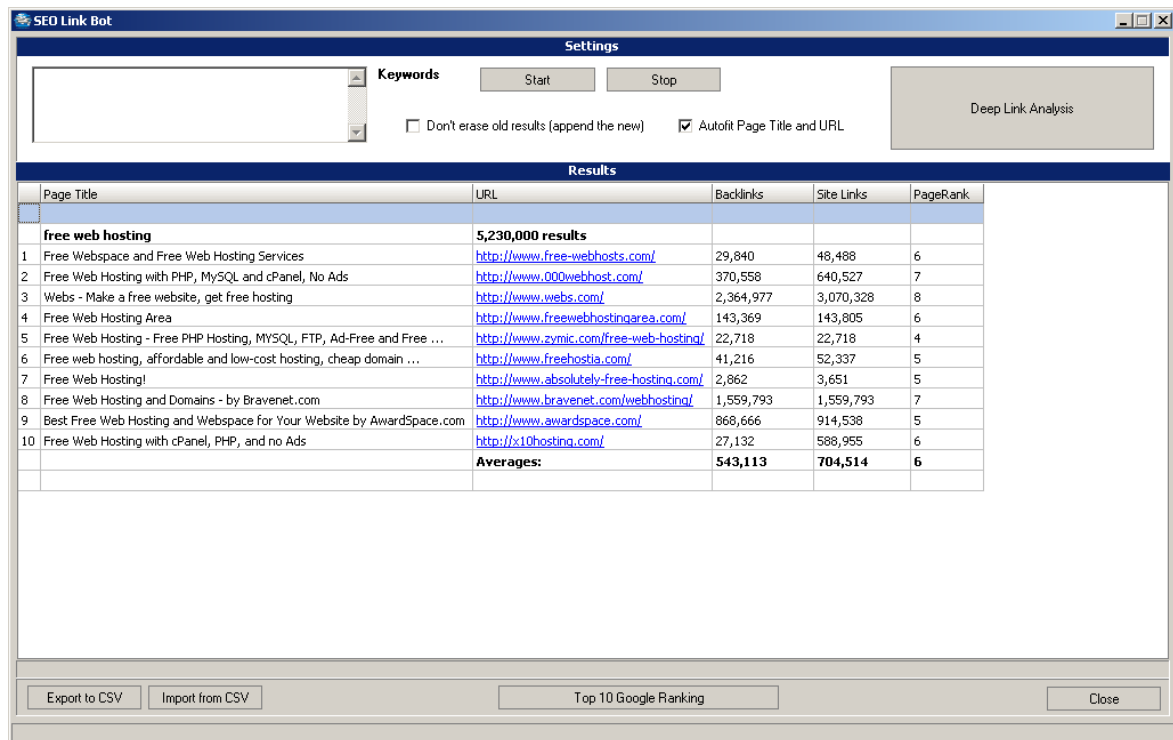 SEO Link Bot
Settings
Keywords Start Stop
Deep Link Analysis
Don't erase old results (append the new) Autofit Page Title and URL
Results
Page Title URL Backlinks Site Links PageRank
free web hosting 5,230,000 results
1 Free Webspace and Free Web Hosting Services http://www.free-webhosts.com/ 29,840 48,488 6
2 Free Web Hosting with PHP, MySQL and cPanel, No Ads http://www.000webhost.com/ 370,558 640,527 7
3 Webs - Make a free website, get free hosting http://www.webs.com/ 2,364,977 3,070,328 8
4 Free Web Hosting Area http://www.freewebhostingarea.com/ 143,369 143,805 6
5 Free Web Hosting - Free PHP Hosting, MYSQL, FTP, Ad-Free and Free ... http://www.zymic.com/free-web-hosting/ 22,718 22,718 4
6 Free web hosting, affordable and low-cost hosting, cheap domain ... http://www.freehostia.com/ 41,216 52,337 5
7 Free Web Hosting! http://www.absolutely-free-hosting.com/ 2,862 3,651 5
8 Free Web Hosting and Domains - by Bravenet.com http://www.bravenet.com/webhosting/ 1,559,793 1,559,793 7
9 Best Free Web Hosting and Webspace for Your Website by AwardSpace.com http://www.awardspace.com/ 868,666 914,538 5
10 Free Web Hosting with cPanel, PHP, and no Ads http://x10hosting.com/ 27,132 588,955 6
Averages: 543,113 704,514 6
Export to CSV Import from CSV Top 10 Google Ranking Close